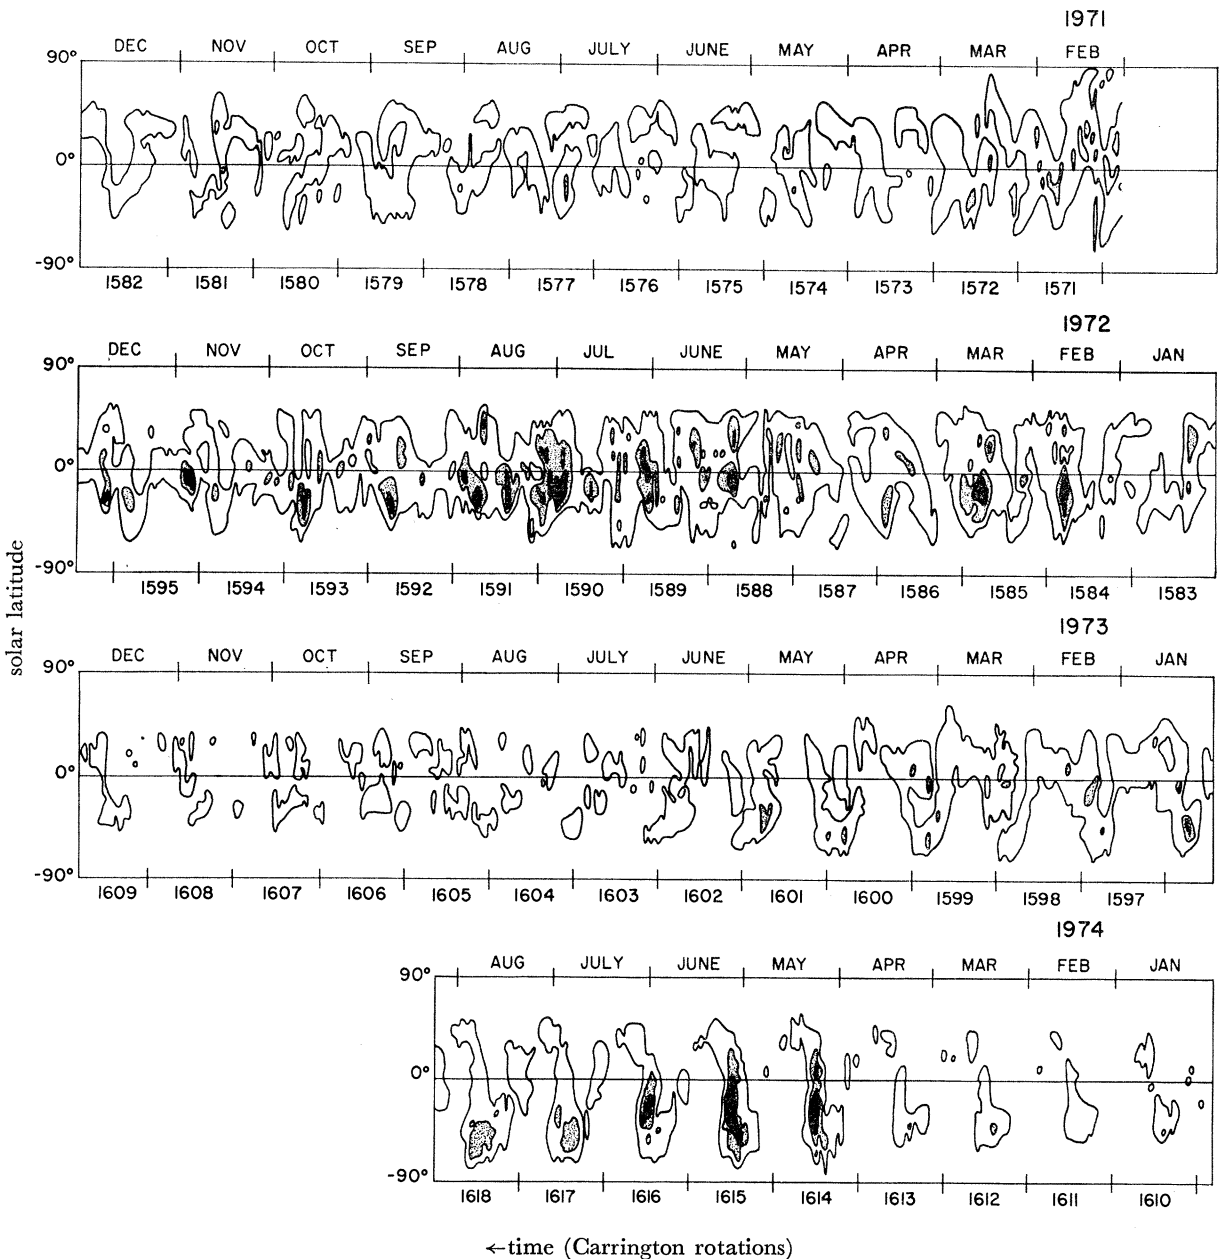 1971
DEC NOV OCT SEP AUG JULY JUNE MAY APR MAR FEB
90°
0°
-90°
1582 1581 1580 1579 1578 1577 1576 1575 1574 1573 1572 1571
1972
DEC NOV OCT SEP AUG JUL JUNE MAY APR MAR FEB JAN
90°
0°
-90°
1595 1594 1593 1592 1591 1590 1589 1588 1587 1586 1585 1584 1583
solar latitude
1973
DEC NOV OCT SEP AUG JULY JUNE MAY APR MAR FEB JAN
90°
0°
-90°
1609 1608 1607 1606 1605 1604 1603 1602 1601 1600 1599 1598 1597
1974
AUG JULY JUNE MAY APR MAR FEB JAN
90°
0°
-90°
1618 1617 1616 1615 1614 1613 1612 1611 1610
←time (Carrington rotations)